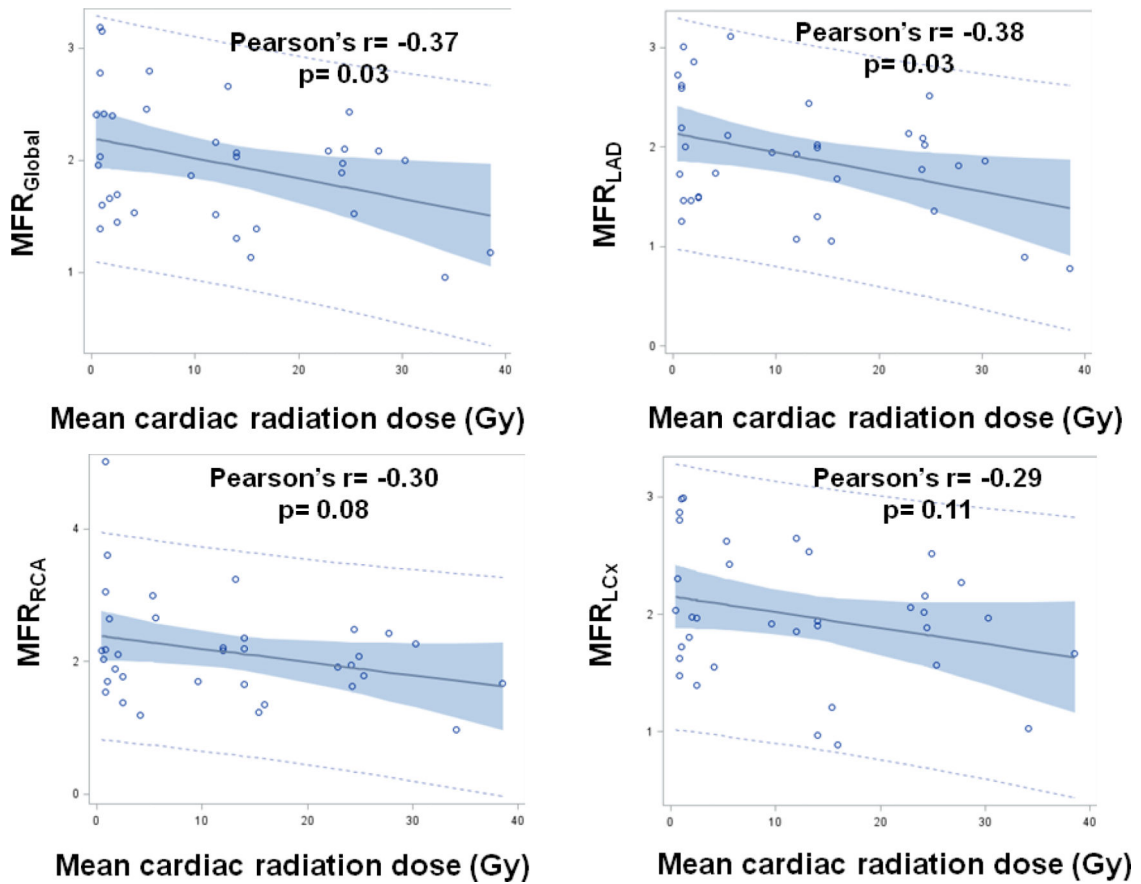 Pearson's r= -0.37
p= 0.03
3
2
1
MFRGlobal
0 10 20 30 40
Mean cardiac radiation dose (Gy)
Pearson's r= -0.38
p= 0.03
3
2
1
0
MFRLAD
0 10 20 30 40
Mean cardiac radiation dose (Gy)
Pearson's r= -0.30
p= 0.08
4
2
0
MFRRCA
0 10 20 30 40
Mean cardiac radiation dose (Gy)
Pearson's r= -0.29
p= 0.11
3
2
1
MFRLCx
0 10 20 30 40
Mean cardiac radiation dose (Gy)